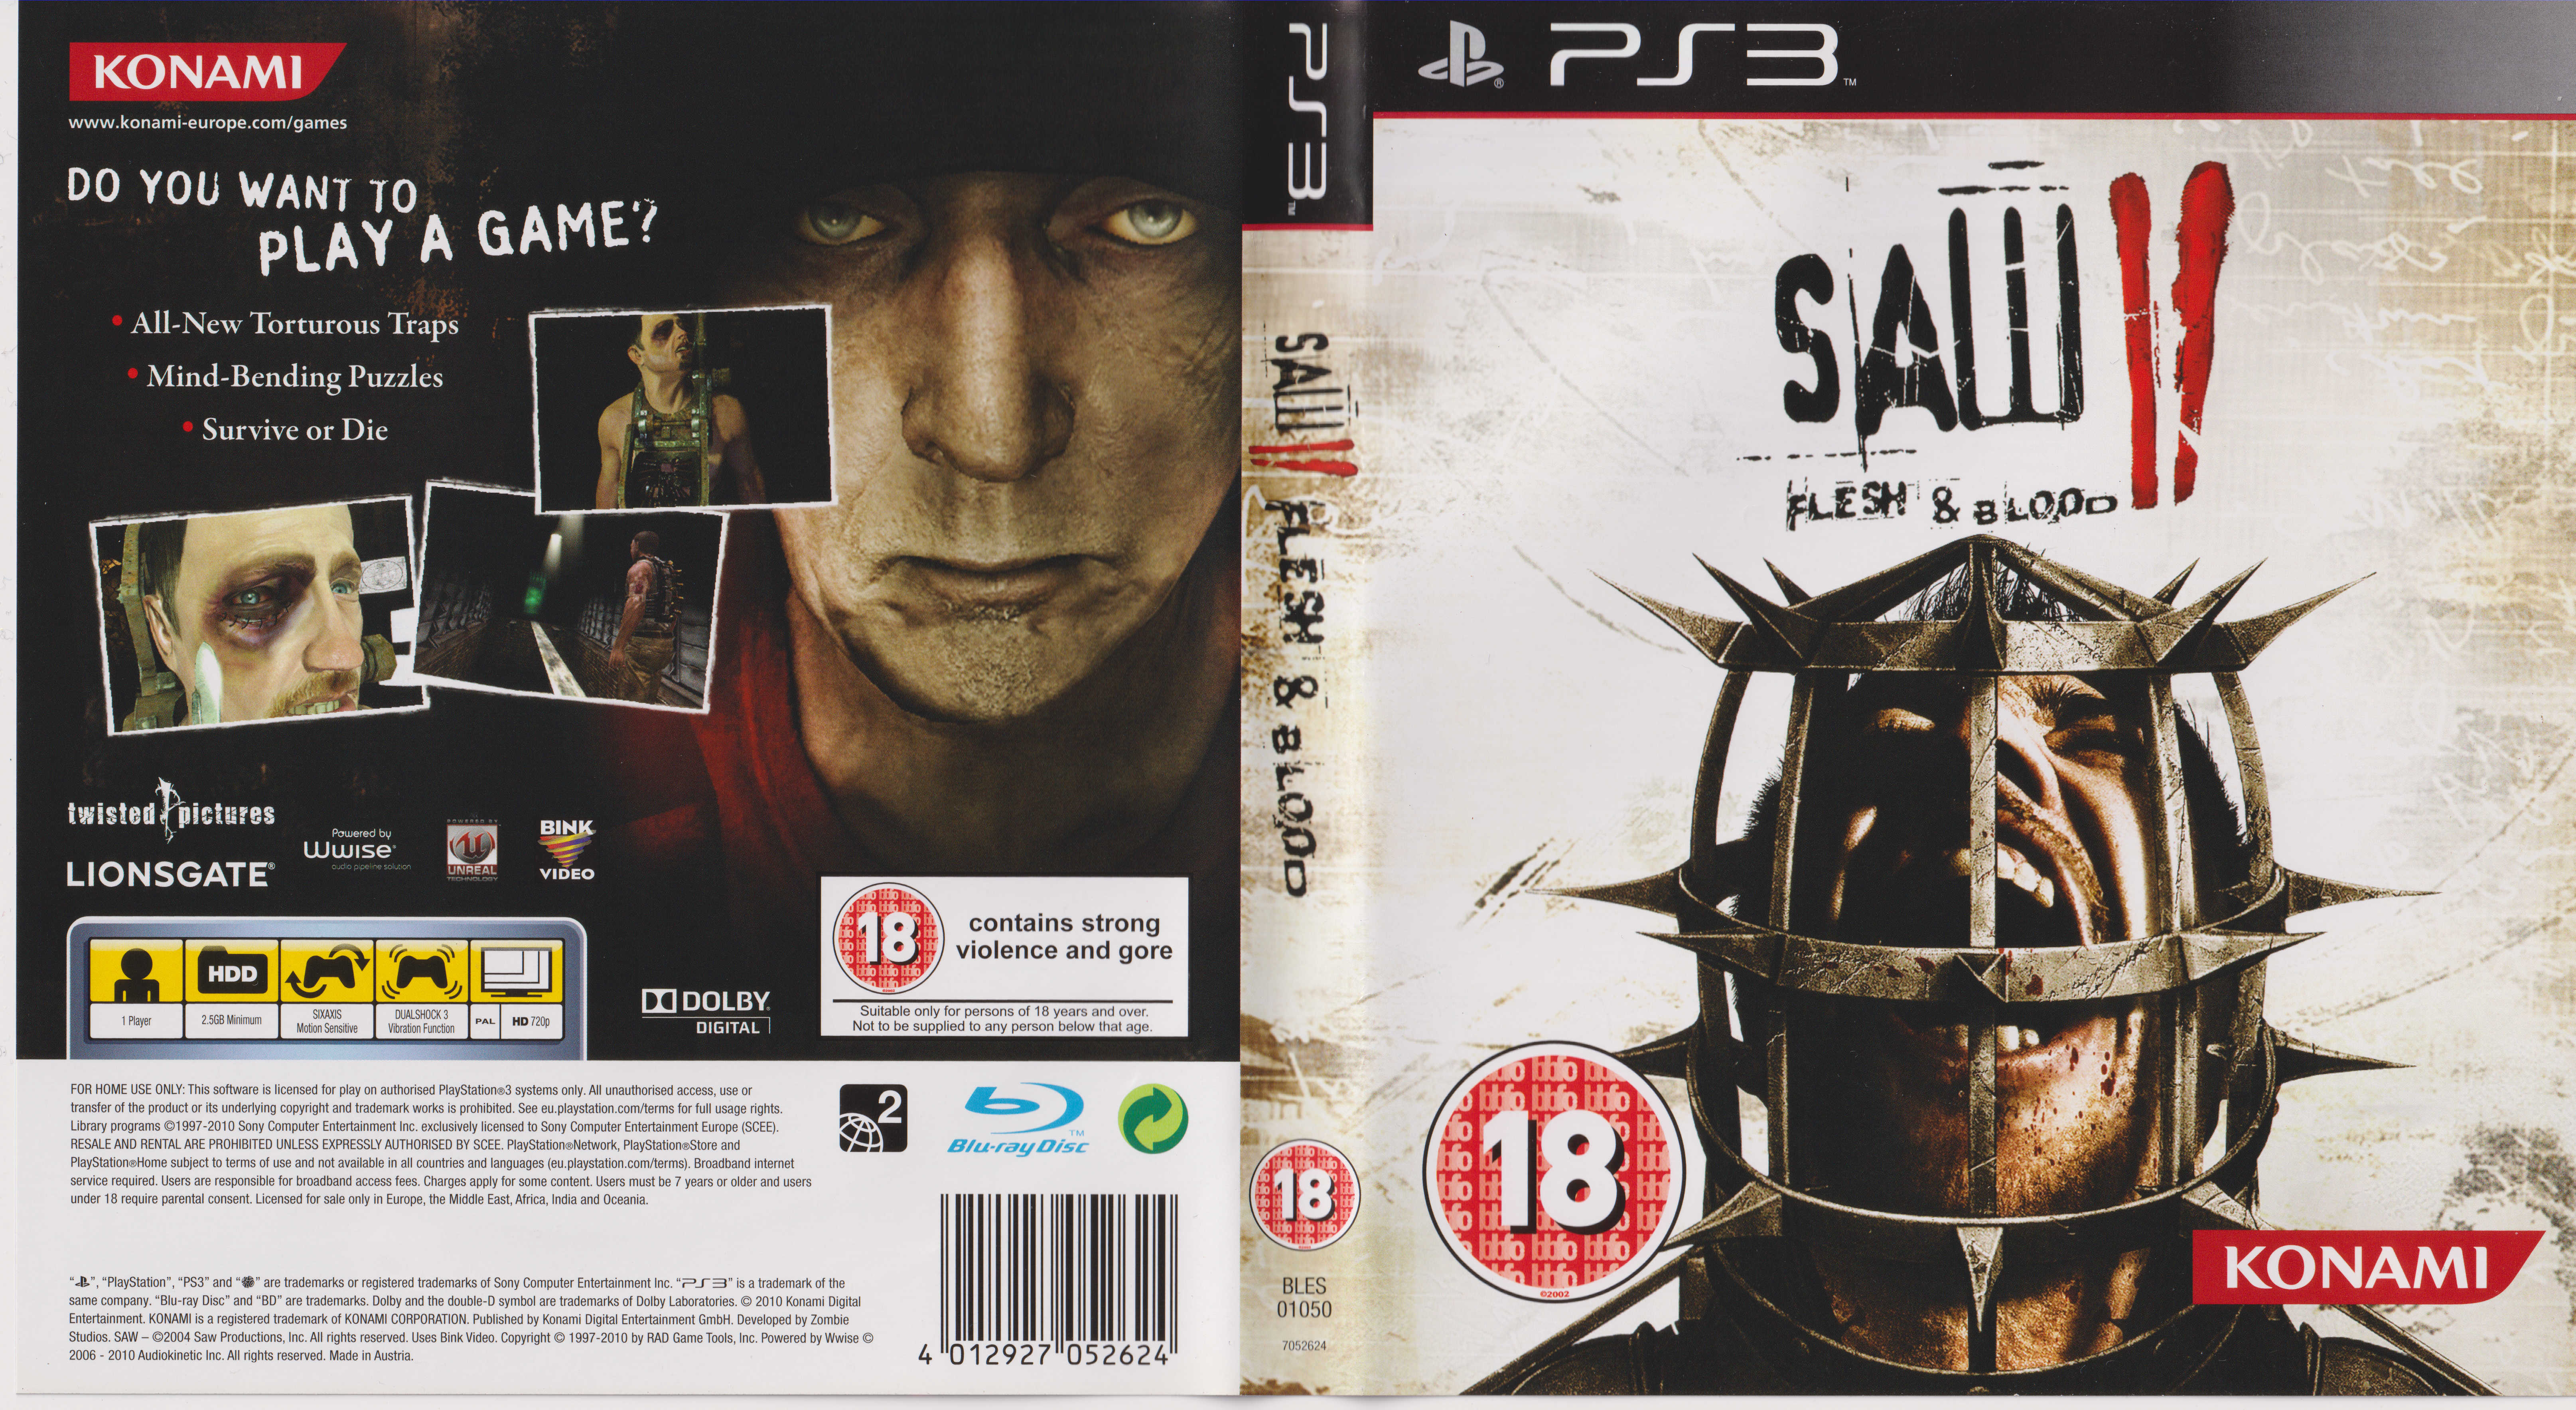 KONAMI
www.konami-europe.com/games
DO YOU WANT TO
PLAY A GAME?
• All-New Torturous Traps
• Mind-Bending Puzzles
• Survive or Die
twisted pictures
LIONSGATE®
Powered by
Wwise®
audio pipeline solution
POWERED BY
UNREAL
TECHNOLOGY
BINK
VIDEO
1 Player
HDD
2.5GB Minimum
SIXAXIS
Motion Sensitive
DUALSHOCK 3
Vibration Function
PAL
HD 720p
DOLBY
DIGITAL
18
contains strong
violence and gore
Suitable only for persons of 18 years and over.
Not to be supplied to any person below that age.
FOR HOME USE ONLY: This software is licensed for play on authorised PlayStation®3 systems only. All unauthorised access, use or
transfer of the product or its underlying copyright and trademark works is prohibited. See eu.playstation.com/terms for full usage rights.
Library programs ©1997-2010 Sony Computer Entertainment Inc. exclusively licensed to Sony Computer Entertainment Europe (SCEE).
RESALE AND RENTAL ARE PROHIBITED UNLESS EXPRESSLY AUTHORISED BY SCEE. PlayStation®Network, PlayStation®Store and
PlayStation®Home subject to terms of use and not available in all countries and languages (eu.playstation.com/terms). Broadband internet
service required. Users are responsible for broadband access fees. Charges apply for some content. Users must be 7 years or older and users
under 18 require parental consent. Licensed for sale only in Europe, the Middle East, Africa, India and Oceania.
2
Blu-ray Disc™
"", "PlayStation", "PS3" and "" are trademarks or registered trademarks of Sony Computer Entertainment Inc. "PS3" is a trademark of the
same company. "Blu-ray Disc" and "BD" are trademarks. Dolby and the double-D symbol are trademarks of Dolby Laboratories. © 2010 Konami Digital
Entertainment. KONAMI is a registered trademark of KONAMI CORPORATION. Published by Konami Digital Entertainment GmbH. Developed by Zombie
Studios. SAW – ©2004 Saw Productions, Inc. All rights reserved. Uses Bink Video. Copyright © 1997-2010 by RAD Game Tools, Inc. Powered by Wwise ©
2006 - 2010 Audiokinetic Inc. All rights reserved. Made in Austria.
4 012927 052624
PS3™
SAW II
FLESH & BLOOD
18
BLES
01050
7052624
PS3™
SAW II
FLESH & BLOOD
bbfc
18
©2002
KONAMI